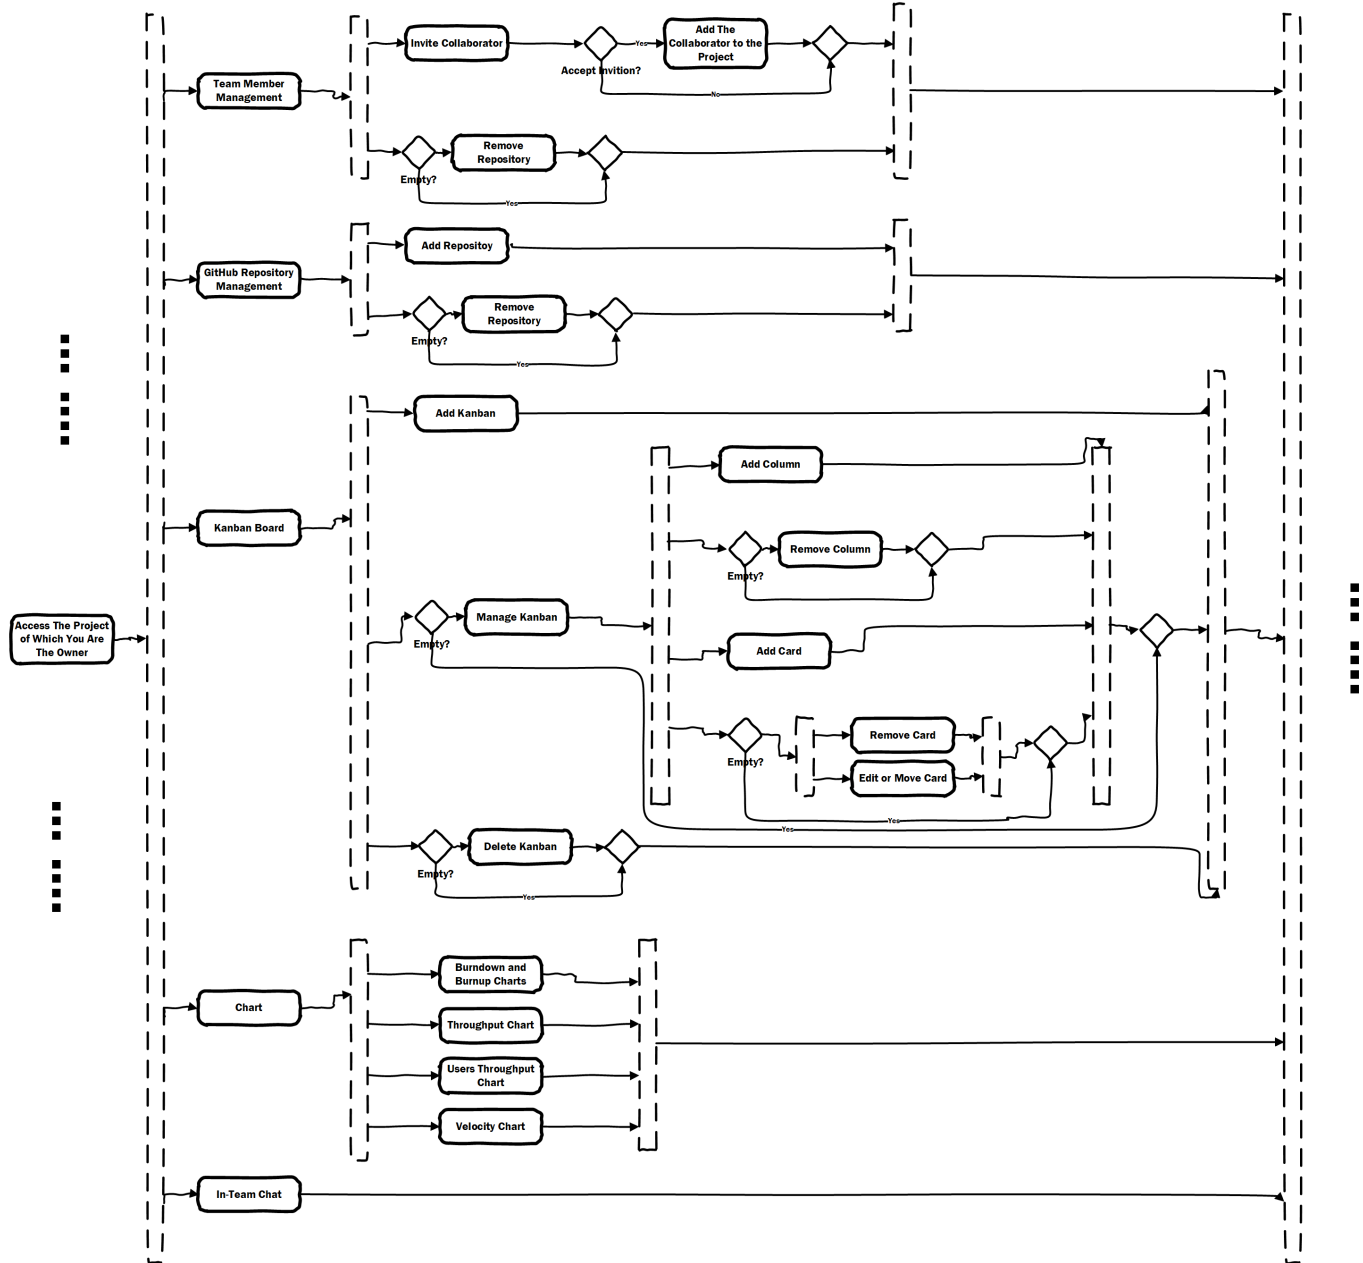 Invite Collaborator
Yes
Add The
Collaborator to the
Project
Accept Invition?
No
Team Member
Management
Remove
Repository
Empty?
Yes
Add Repositoy
GitHub Repository
Management
Remove
Repository
Empty?
Yes
Add Kanban
Add Column
Kanban Board
Remove Column
Empty?
Access The Project
of Which You Are
The Owner
Manage Kanban
Empty?
Add Card
Remove Card
Empty?
Edit or Move Card
Yes
Yes
Delete Kanban
Empty?
Yes
Burndown and
Burnup Charts
Chart
Throughput Chart
Users Throughput
Chart
Velocity Chart
In-Team Chat